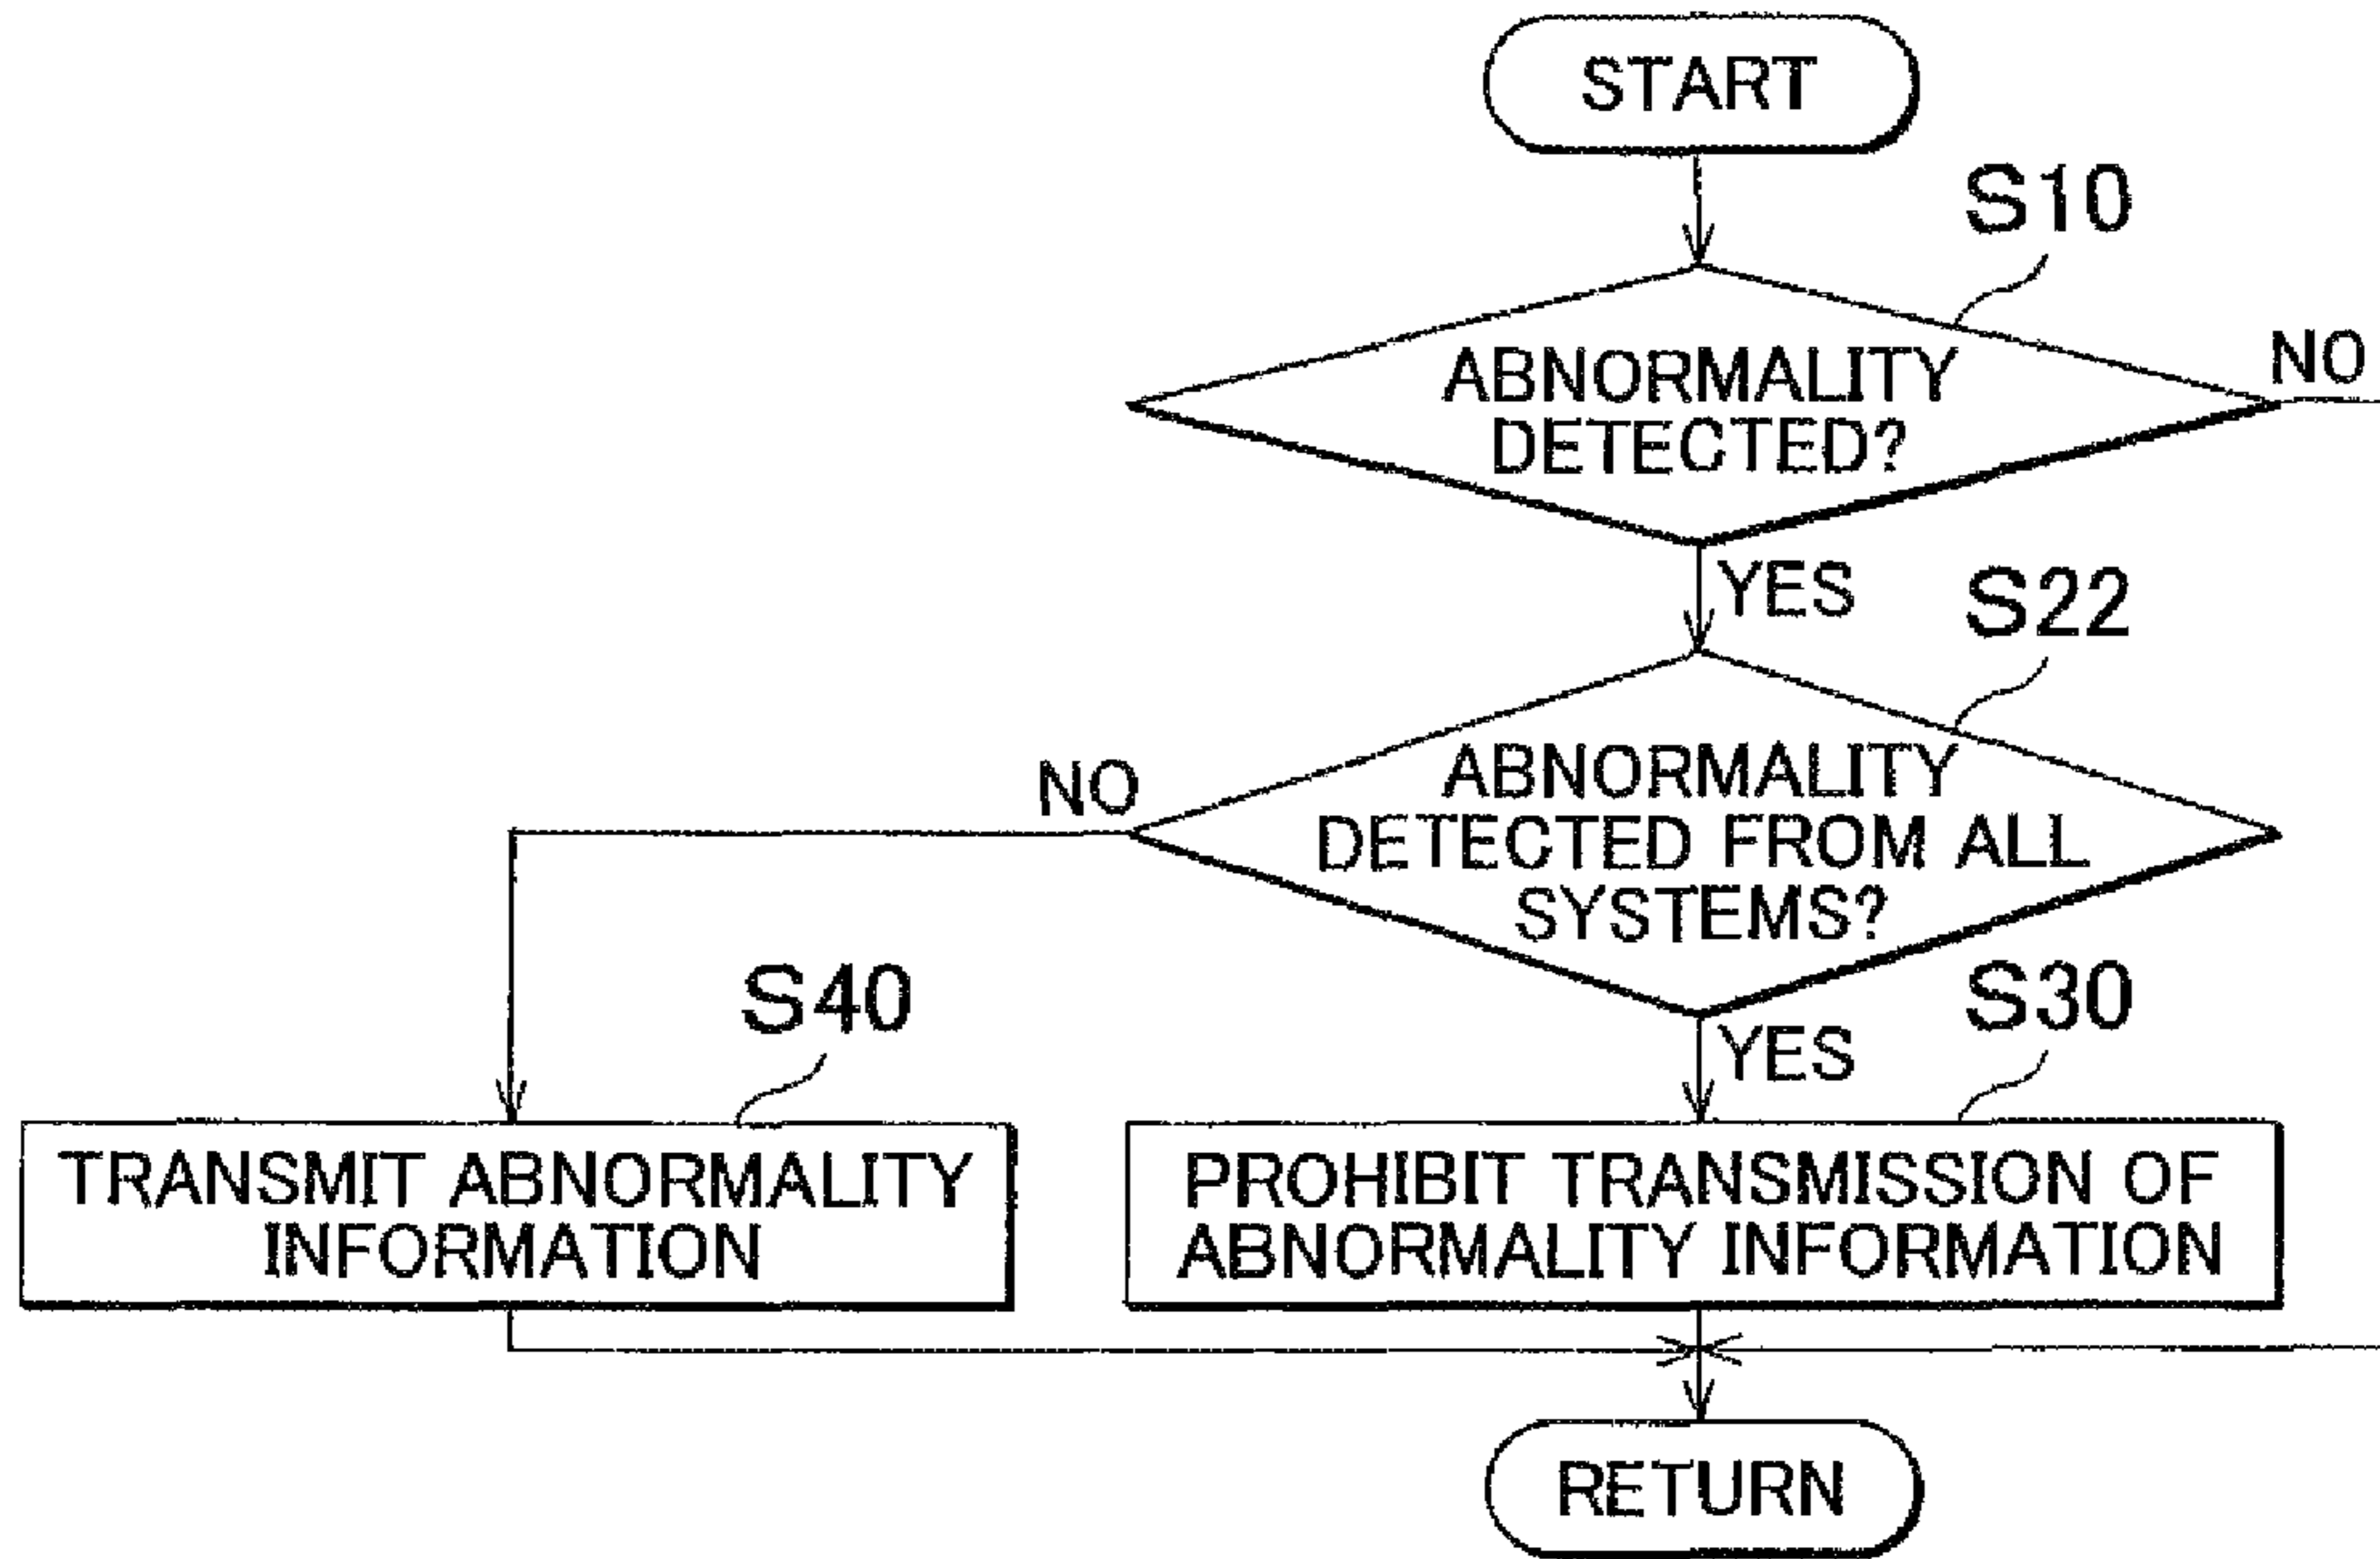 START
S10
ABNORMALITY
DETECTED?
NO
YES
S22
ABNORMALITY
DETECTED FROM ALL
SYSTEMS?
NO
YES
S40
S30
TRANSMIT ABNORMALITY
INFORMATION
PROHIBIT TRANSMISSION OF
ABNORMALITY INFORMATION
RETURN